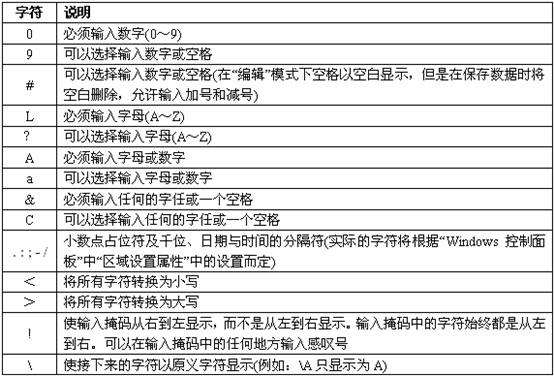 字符 说明
0 必须输入数字(0～9)
9 可以选择输入数字或空格
# 可以选择输入数字或空格(在“编辑”模式下空格以空白显示，但是在保存数据时将
空白删除，允许输入加号和减号)
L 必须输入字母(A～Z)
? 可以选择输入字母(A～Z)
A 必须输入字母或数字
a 可以选择输入字母或数字
& 必须输入任何的字任或一个空格
C 可以选择输入任何的字任或一个空格
.:;-/ 小数点占位符及千位、日期与时间的分隔符(实际的字符将根据“Windows 控制面
板”中“区域设置属性”中的设置而定)
＜ 将所有字符转换为小写
＞ 将所有字符转换为大写
! 使输入掩码从右到左显示，而不是从左到右显示。输入掩码中的字符始终都是从左
到右。可以在输入掩码中的任何地方输入感叹号
\ 使接下来的字符以原义字符显示(例如：\A 只显示为 A)